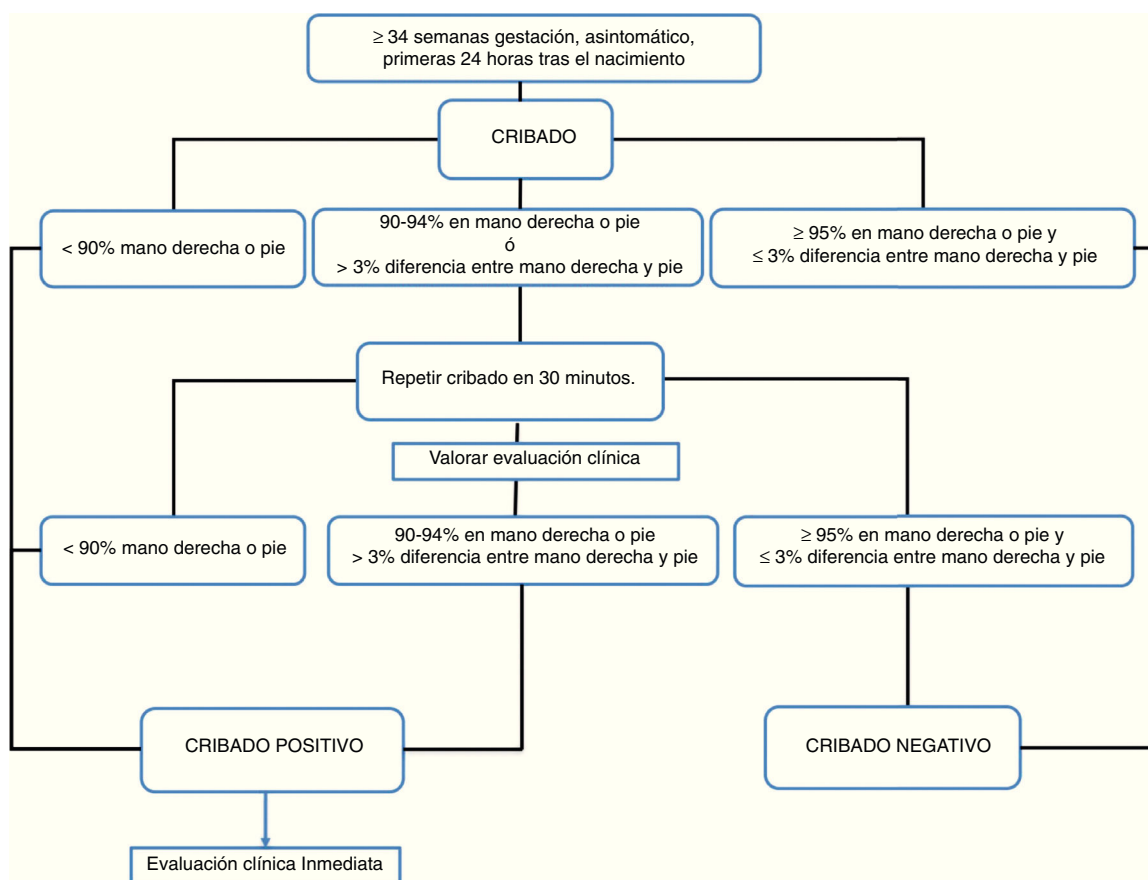 ≥ 34 semanas gestación, asintomático,
primeras 24 horas tras el nacimiento
CRIBADO
< 90% mano derecha o pie
90-94% en mano derecha o pie
ó
> 3% diferencia entre mano derecha y pie
≥ 95% en mano derecha o pie y
≤ 3% diferencia entre mano derecha y pie
Repetir cribado en 30 minutos.
Valorar evaluación clínica
< 90% mano derecha o pie
90-94% en mano derecha o pie
> 3% diferencia entre mano derecha y pie
≥ 95% en mano derecha o pie y
≤ 3% diferencia entre mano derecha y pie
CRIBADO POSITIVO
CRIBADO NEGATIVO
Evaluación clínica Inmediata